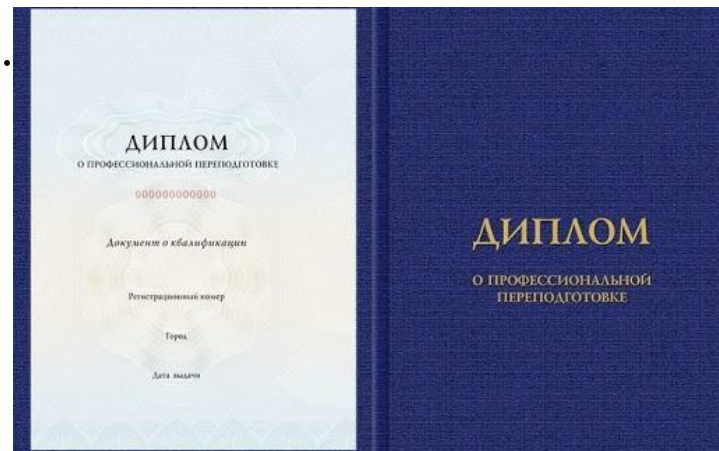 ДИПЛОМ
О ПРОФЕССИОНАЛЬНОЙ ПЕРЕПОДГОТОВКЕ
000000000000
Документ о квалификации
Регистрационный номер
Город
Дата выдачи
ДИПЛОМ
О ПРОФЕССИОНАЛЬНОЙ
ПЕРЕПОДГОТОВКЕ